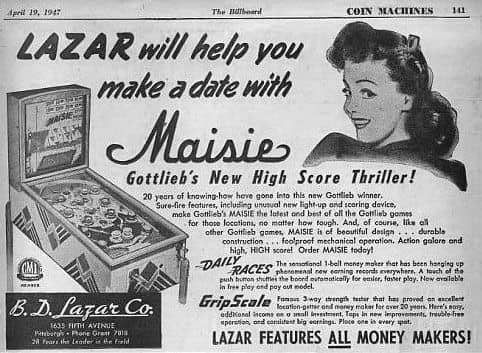 April 19, 1947 The Billboard COIN MACHINES 141
LAZAR will help you
make a date with
Maisie
Gottlieb's New High Score Thriller!
20 years of knowing-how have gone into this new Gottlieb winner.
Sure-fire features, including unusual new light-up and scoring device,
make Gottlieb's MAISIE the latest and best of all the Gottlieb games
for those locations, no matter how tough. And, of course, like all
other Gottlieb games, MAISIE is of beautiful design . . . durable
construction . . . foolproof mechanical operation. Action galore and
high, HIGH score! Order MAISIE today!
DAILY RACES The sensational 1-ball money maker that has been hanging up
phenomenal new earning records everywhere. A touch of the
push button shuffles the board automatically for easier, faster play. Now available
in free play and pay out model.
GripScale Famous 3-way strength tester that has proved an excellent
location-getter and money maker for over 20 years. Here's easy,
additional income on a small investment. Taps in new improvements, trouble-free
operation, and consistent big earnings. Place one in every spot.
LAZAR FEATURES ALL MONEY MAKERS!
MAISIE
CMI
MEMBER
B. D. Lazar Co.
1635 FIFTH AVENUE
Pittsburgh • Phone Grant 7818
28 Years the Leader in the Field